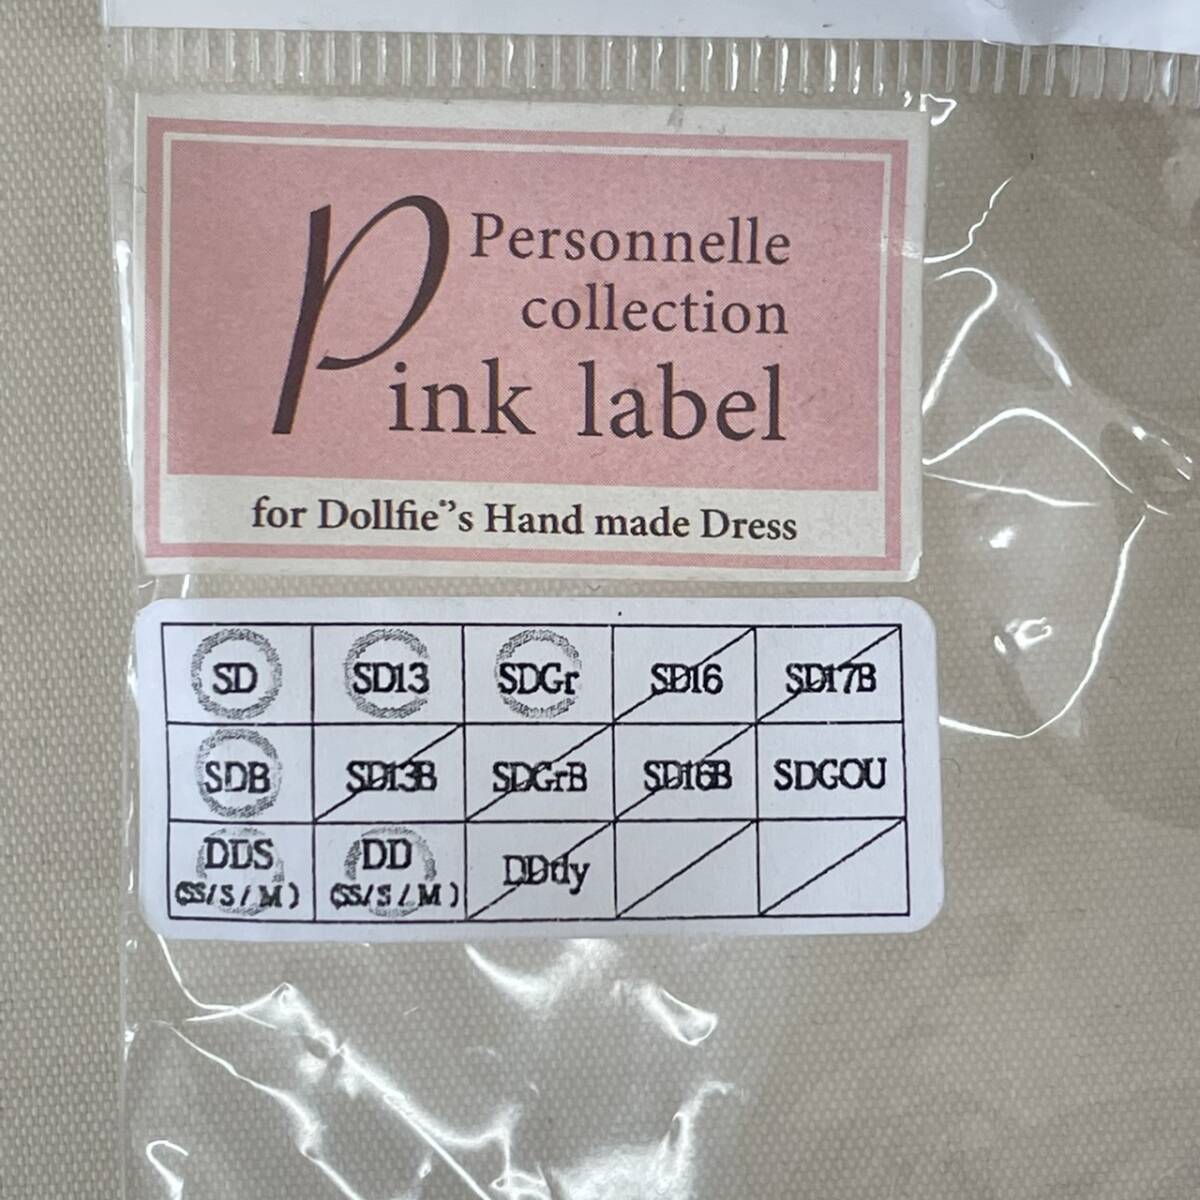 Personnelle
collection
Pink label
for Dollfie"s Hand made Dress
SD SD13 SDGr SD16 SD17B
SDB SD13B SDGrB SD16B SDGOU
DDS DD DDdy
(SS/S/M) (SS/S/M)